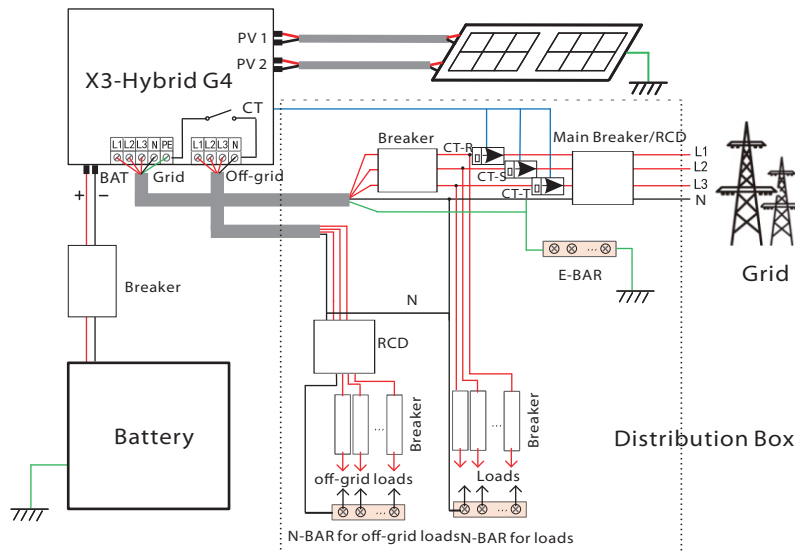 PV 1
PV 2
X3-Hybrid G4
CT
L1 L2 L3 N PE
L1 L2 L3 N
BAT
Grid
Off-grid
+ −
Breaker
Main Breaker/RCD
CT-R
CT-S
CT-T
L1
L2
L3
N
E-BAR
Grid
Breaker
N
RCD
Battery
Breaker
Breaker
...
...
off-grid loads
Loads
Distribution Box
...
...
N-BAR for off-grid loads
N-BAR for loads